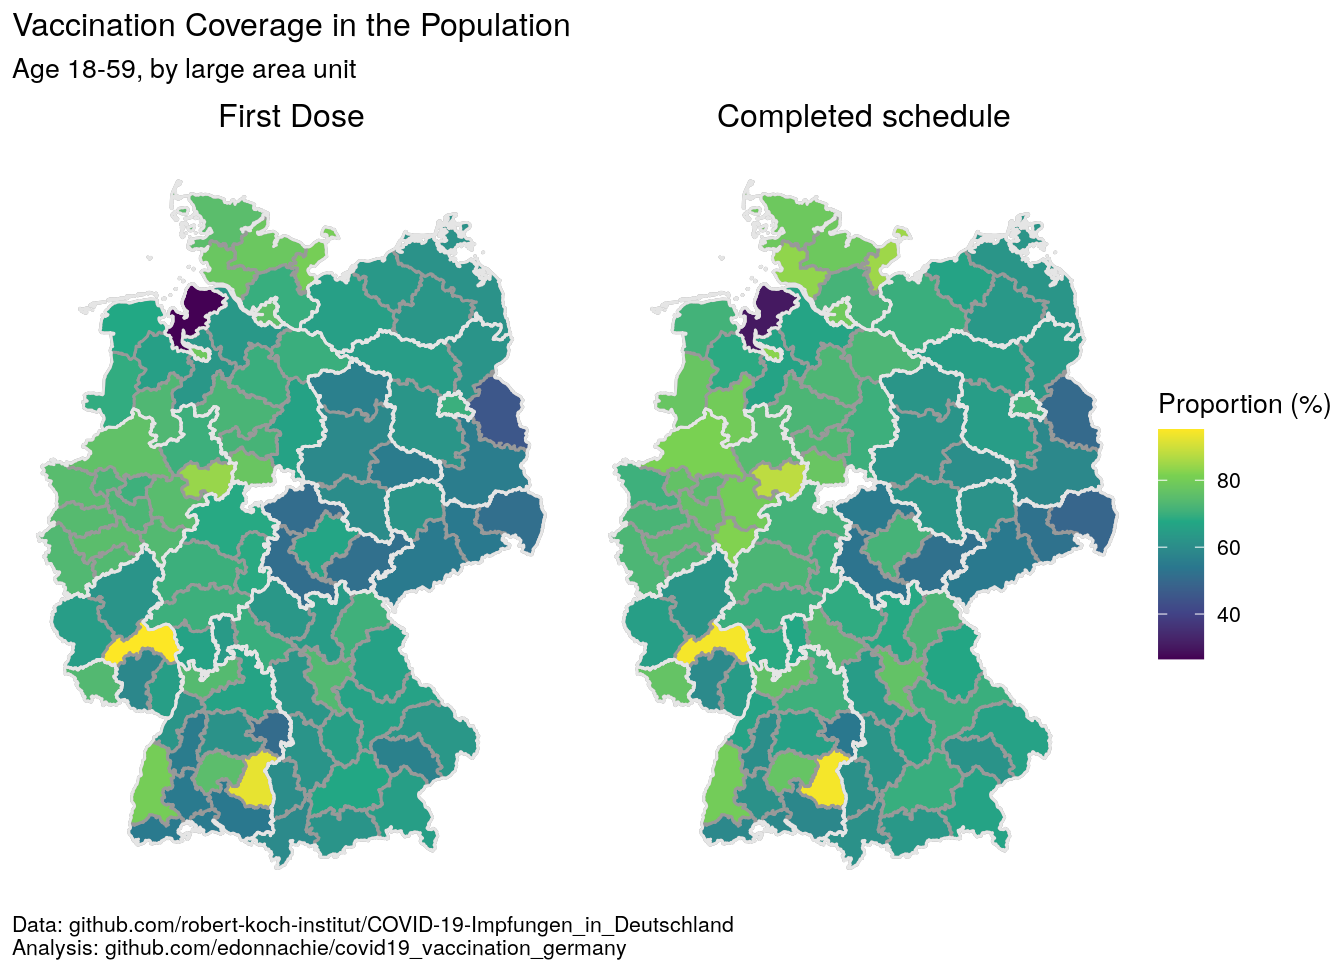 Vaccination Coverage in the Population
Age 18-59, by large area unit
First Dose
Completed schedule
Proportion (%)
80
60
40
Data: github.com/robert-koch-institut/COVID-19-Impfungen_in_Deutschland
Analysis: github.com/edonnachie/covid19_vaccination_germany